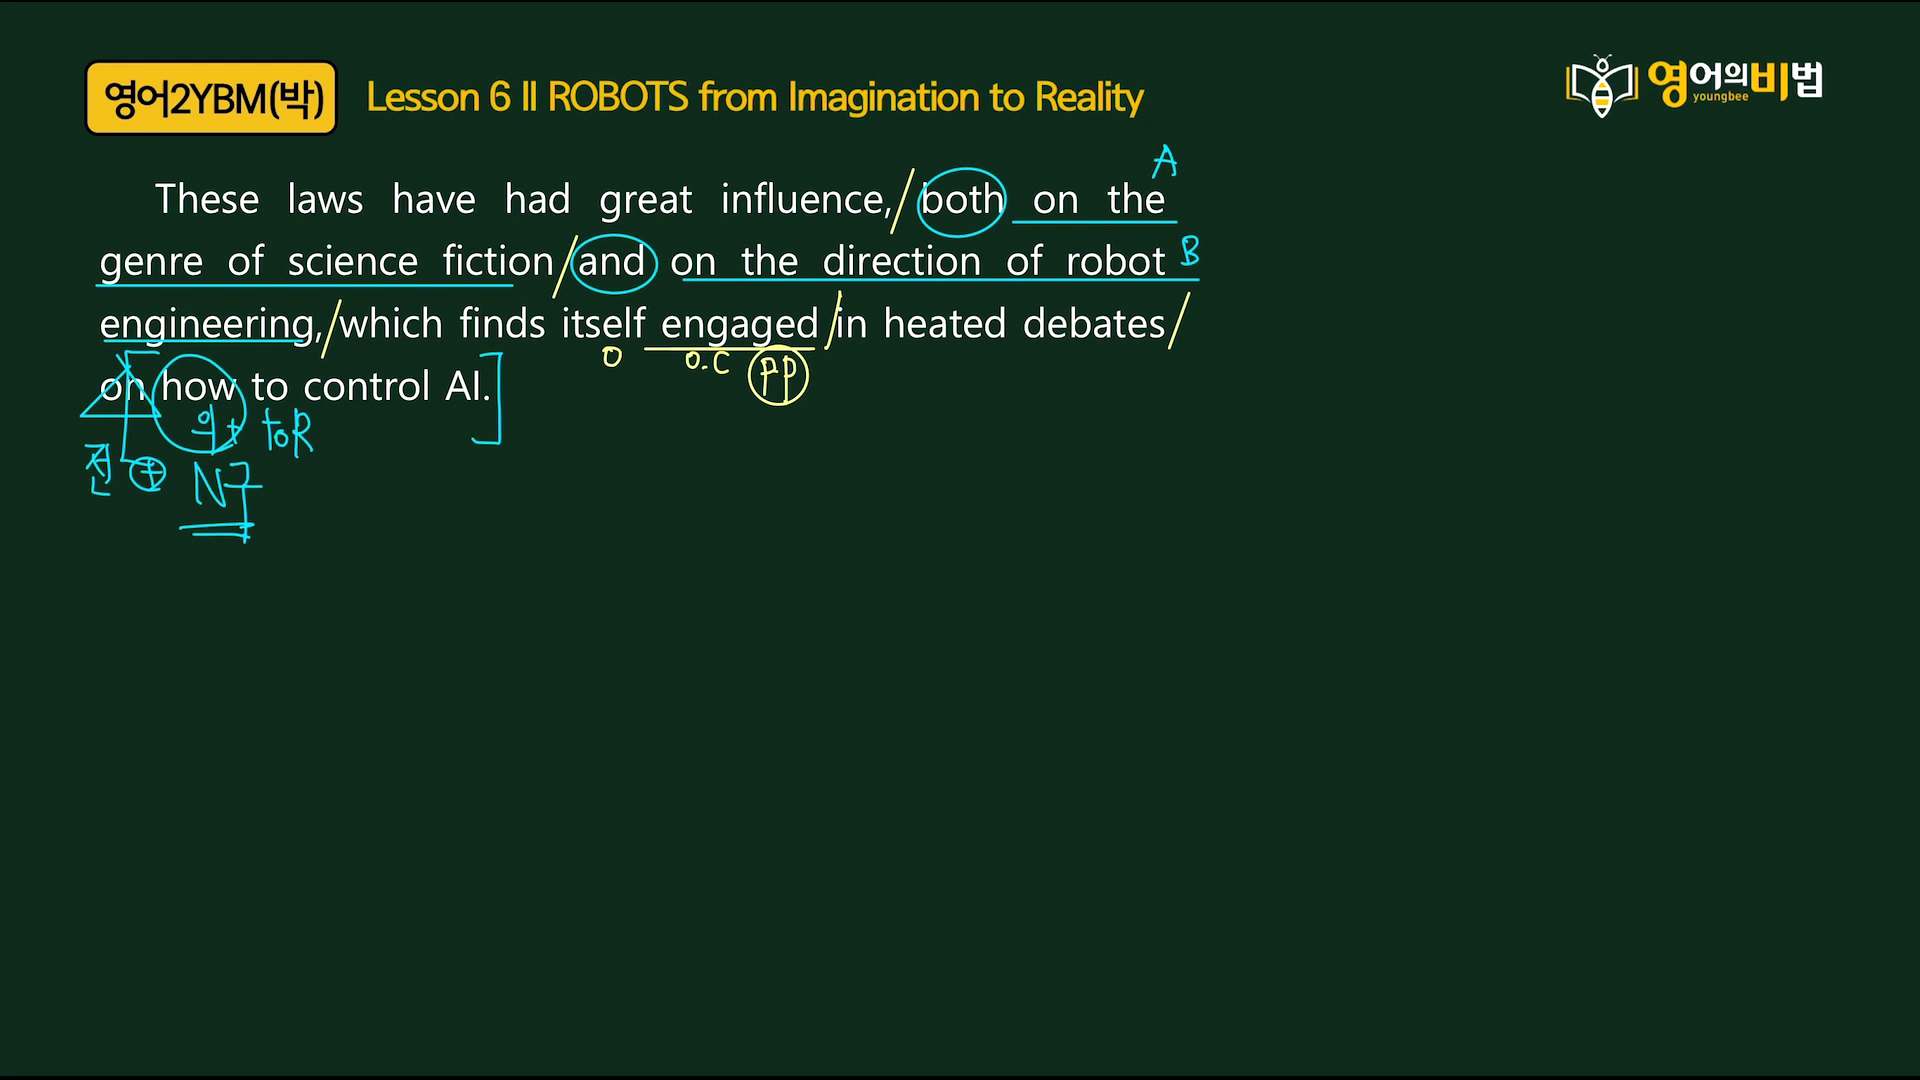 영어2YBM(박) Lesson 6 II ROBOTS from Imagination to Reality
영어의비법
youngbee
A
These laws have had great influence, both on the
genre of science fiction and on the direction of robot B
engineering, which finds itself engaged in heated debates
O O.C PP
on how to control AI.
의 + to R
전 N구